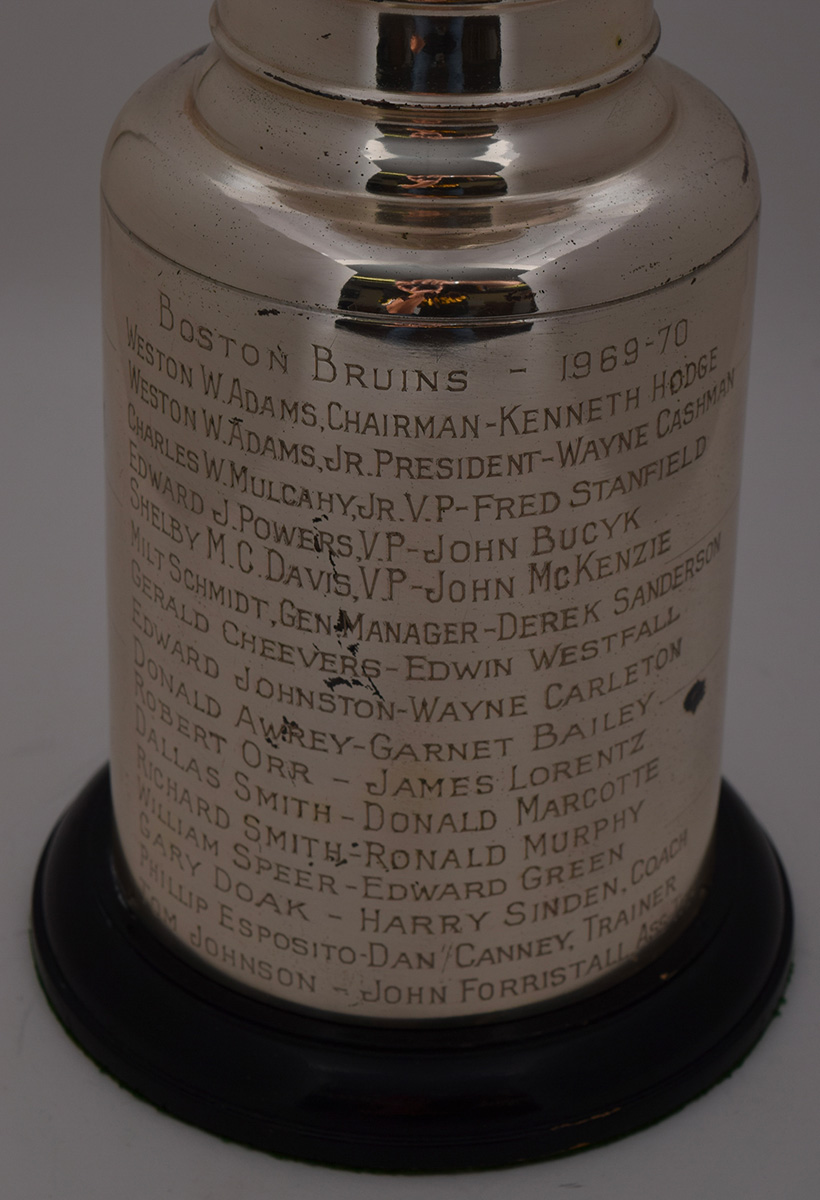 BOSTON BRUINS - 1969-70
WESTON W. ADAMS, CHAIRMAN - KENNETH HODGE
WESTON W. ADAMS, JR. PRESIDENT - WAYNE CASHMAN
CHARLES W. MULCAHY, JR. V.P - FRED STANFIELD
EDWARD J. POWERS, V.P - JOHN BUCYK
SHELBY M.C. DAVIS, V.P - JOHN McKENZIE
MILT SCHMIDT, GEN. MANAGER - DEREK SANDERSON
GERALD CHEEVERS - EDWIN WESTFALL
EDWARD JOHNSTON - WAYNE CARLETON
DONALD AWREY - GARNET BAILEY
ROBERT ORR - JAMES LORENTZ
DALLAS SMITH - DONALD MARCOTTE
RICHARD SMITH - RONALD MURPHY
WILLIAM SPEER - EDWARD GREEN
GARY DOAK - HARRY SINDEN, COACH
PHILLIP ESPOSITO - DAN CANNEY, TRAINER
TOM JOHNSON - JOHN FORRISTALL